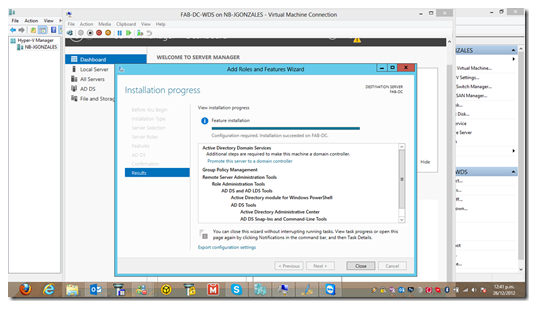 FAB-DC-WDS on NB-JGONZALES - Virtual Machine Connection
File Action Media Clipboard View Help
File Action View
Hyper-V Manager
NB-JGONZALES
Dashboard
Local Server
All Servers
AD DS
File and Storag
WELCOME TO SERVER MANAGER
Add Roles and Features Wizard
Installation progress
DESTINATION SERVER
FAB-DC
Before You Begin
Installation Type
Server Selection
Server Roles
Features
AD DS
Confirmation
Results
View installation progress
Feature installation
Configuration required. Installation succeeded on FAB-DC.
Active Directory Domain Services
Additional steps are required to make this machine a domain controller.
Promote this server to a domain controller
Group Policy Management
Remote Server Administration Tools
Role Administration Tools
AD DS and AD LDS Tools
Active Directory module for Windows PowerShell
AD DS Tools
Active Directory Administrative Center
AD DS Snap-Ins and Command-Line Tools
You can close this wizard without interrupting running tasks. View task progress or open this
page again by clicking Notifications in the command bar, and then Task Details.
Export configuration settings
< Previous
Next >
Close
Cancel
Hide
ZALES
Virtual Machine...
V Settings...
Switch Manager...
SAN Manager...
Disk...
rvice
e Server
WDS
12:41 p.m.
26/12/2012